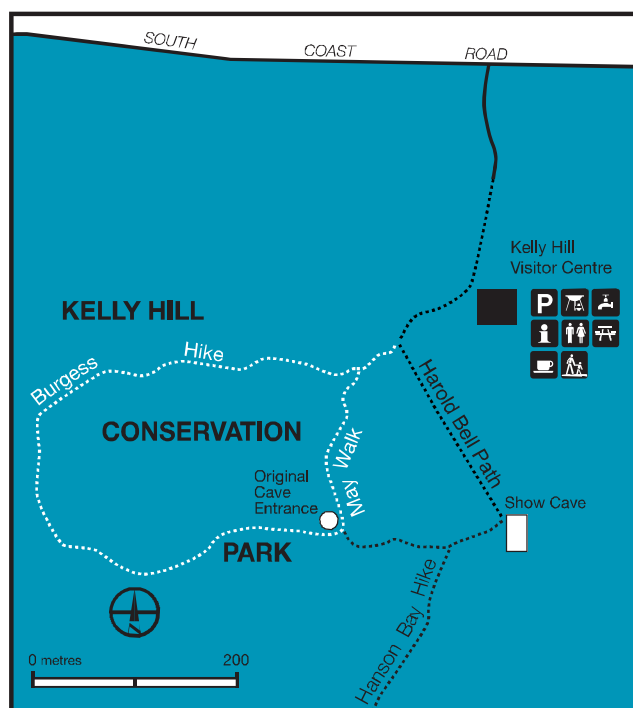 SOUTH COAST ROAD
Kelly Hill
Visitor Centre
P
KELLY HILL
Burgess Hike
Harold Bell Path
CONSERVATION
May Walk
Original
Cave
Entrance
Show Cave
PARK
Hanson Bay Hike
0 metres 200